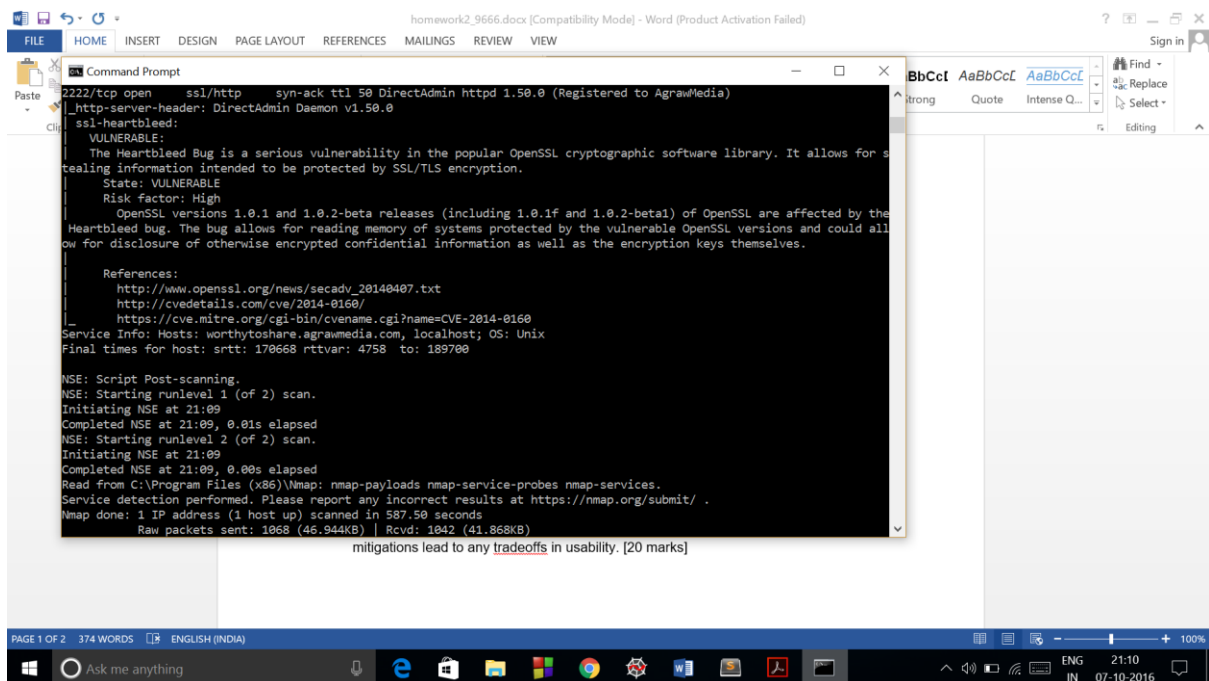 homework2_9666.docx [Compatibility Mode] - Word (Product Activation Failed)
FILE HOME INSERT DESIGN PAGE LAYOUT REFERENCES MAILINGS REVIEW VIEW Sign in
Paste
Command Prompt
BbCcI AaBbCcL AaBbCcL
trong Quote Intense Q...
Find
Replace
Select
Editing
Clip
2222/tcp open ssl/http syn-ack ttl 50 DirectAdmin httpd 1.50.0 (Registered to AgrawMedia)
|_http-server-header: DirectAdmin Daemon v1.50.0
| ssl-heartbleed:
| VULNERABLE:
| The Heartbleed Bug is a serious vulnerability in the popular OpenSSL cryptographic software library. It allows for s
tealing information intended to be protected by SSL/TLS encryption.
| State: VULNERABLE
| Risk factor: High
| OpenSSL versions 1.0.1 and 1.0.2-beta releases (including 1.0.1f and 1.0.2-beta1) of OpenSSL are affected by the
Heartbleed bug. The bug allows for reading memory of systems protected by the vulnerable OpenSSL versions and could all
ow for disclosure of otherwise encrypted confidential information as well as the encryption keys themselves.
|
| References:
| http://www.openssl.org/news/secadv_20140407.txt
| http://cvedetails.com/cve/2014-0160/
|_ https://cve.mitre.org/cgi-bin/cvename.cgi?name=CVE-2014-0160
Service Info: Hosts: worthytoshare.agrawmedia.com, localhost; OS: Unix
Final times for host: srtt: 170668 rttvar: 4758 to: 189700
NSE: Script Post-scanning.
NSE: Starting runlevel 1 (of 2) scan.
Initiating NSE at 21:09
Completed NSE at 21:09, 0.01s elapsed
NSE: Starting runlevel 2 (of 2) scan.
Initiating NSE at 21:09
Completed NSE at 21:09, 0.00s elapsed
Read from C:\Program Files (x86)\Nmap: nmap-payloads nmap-service-probes nmap-services.
Service detection performed. Please report any incorrect results at https://nmap.org/submit/ .
Nmap done: 1 IP address (1 host up) scanned in 587.50 seconds
Raw packets sent: 1068 (46.944KB) | Rcvd: 1042 (41.868KB)
mitigations lead to any tradeoffs in usability. [20 marks]
PAGE 1 OF 2 374 WORDS ENGLISH (INDIA) 100%
Ask me anything
ENG 21:10
IN 07-10-2016